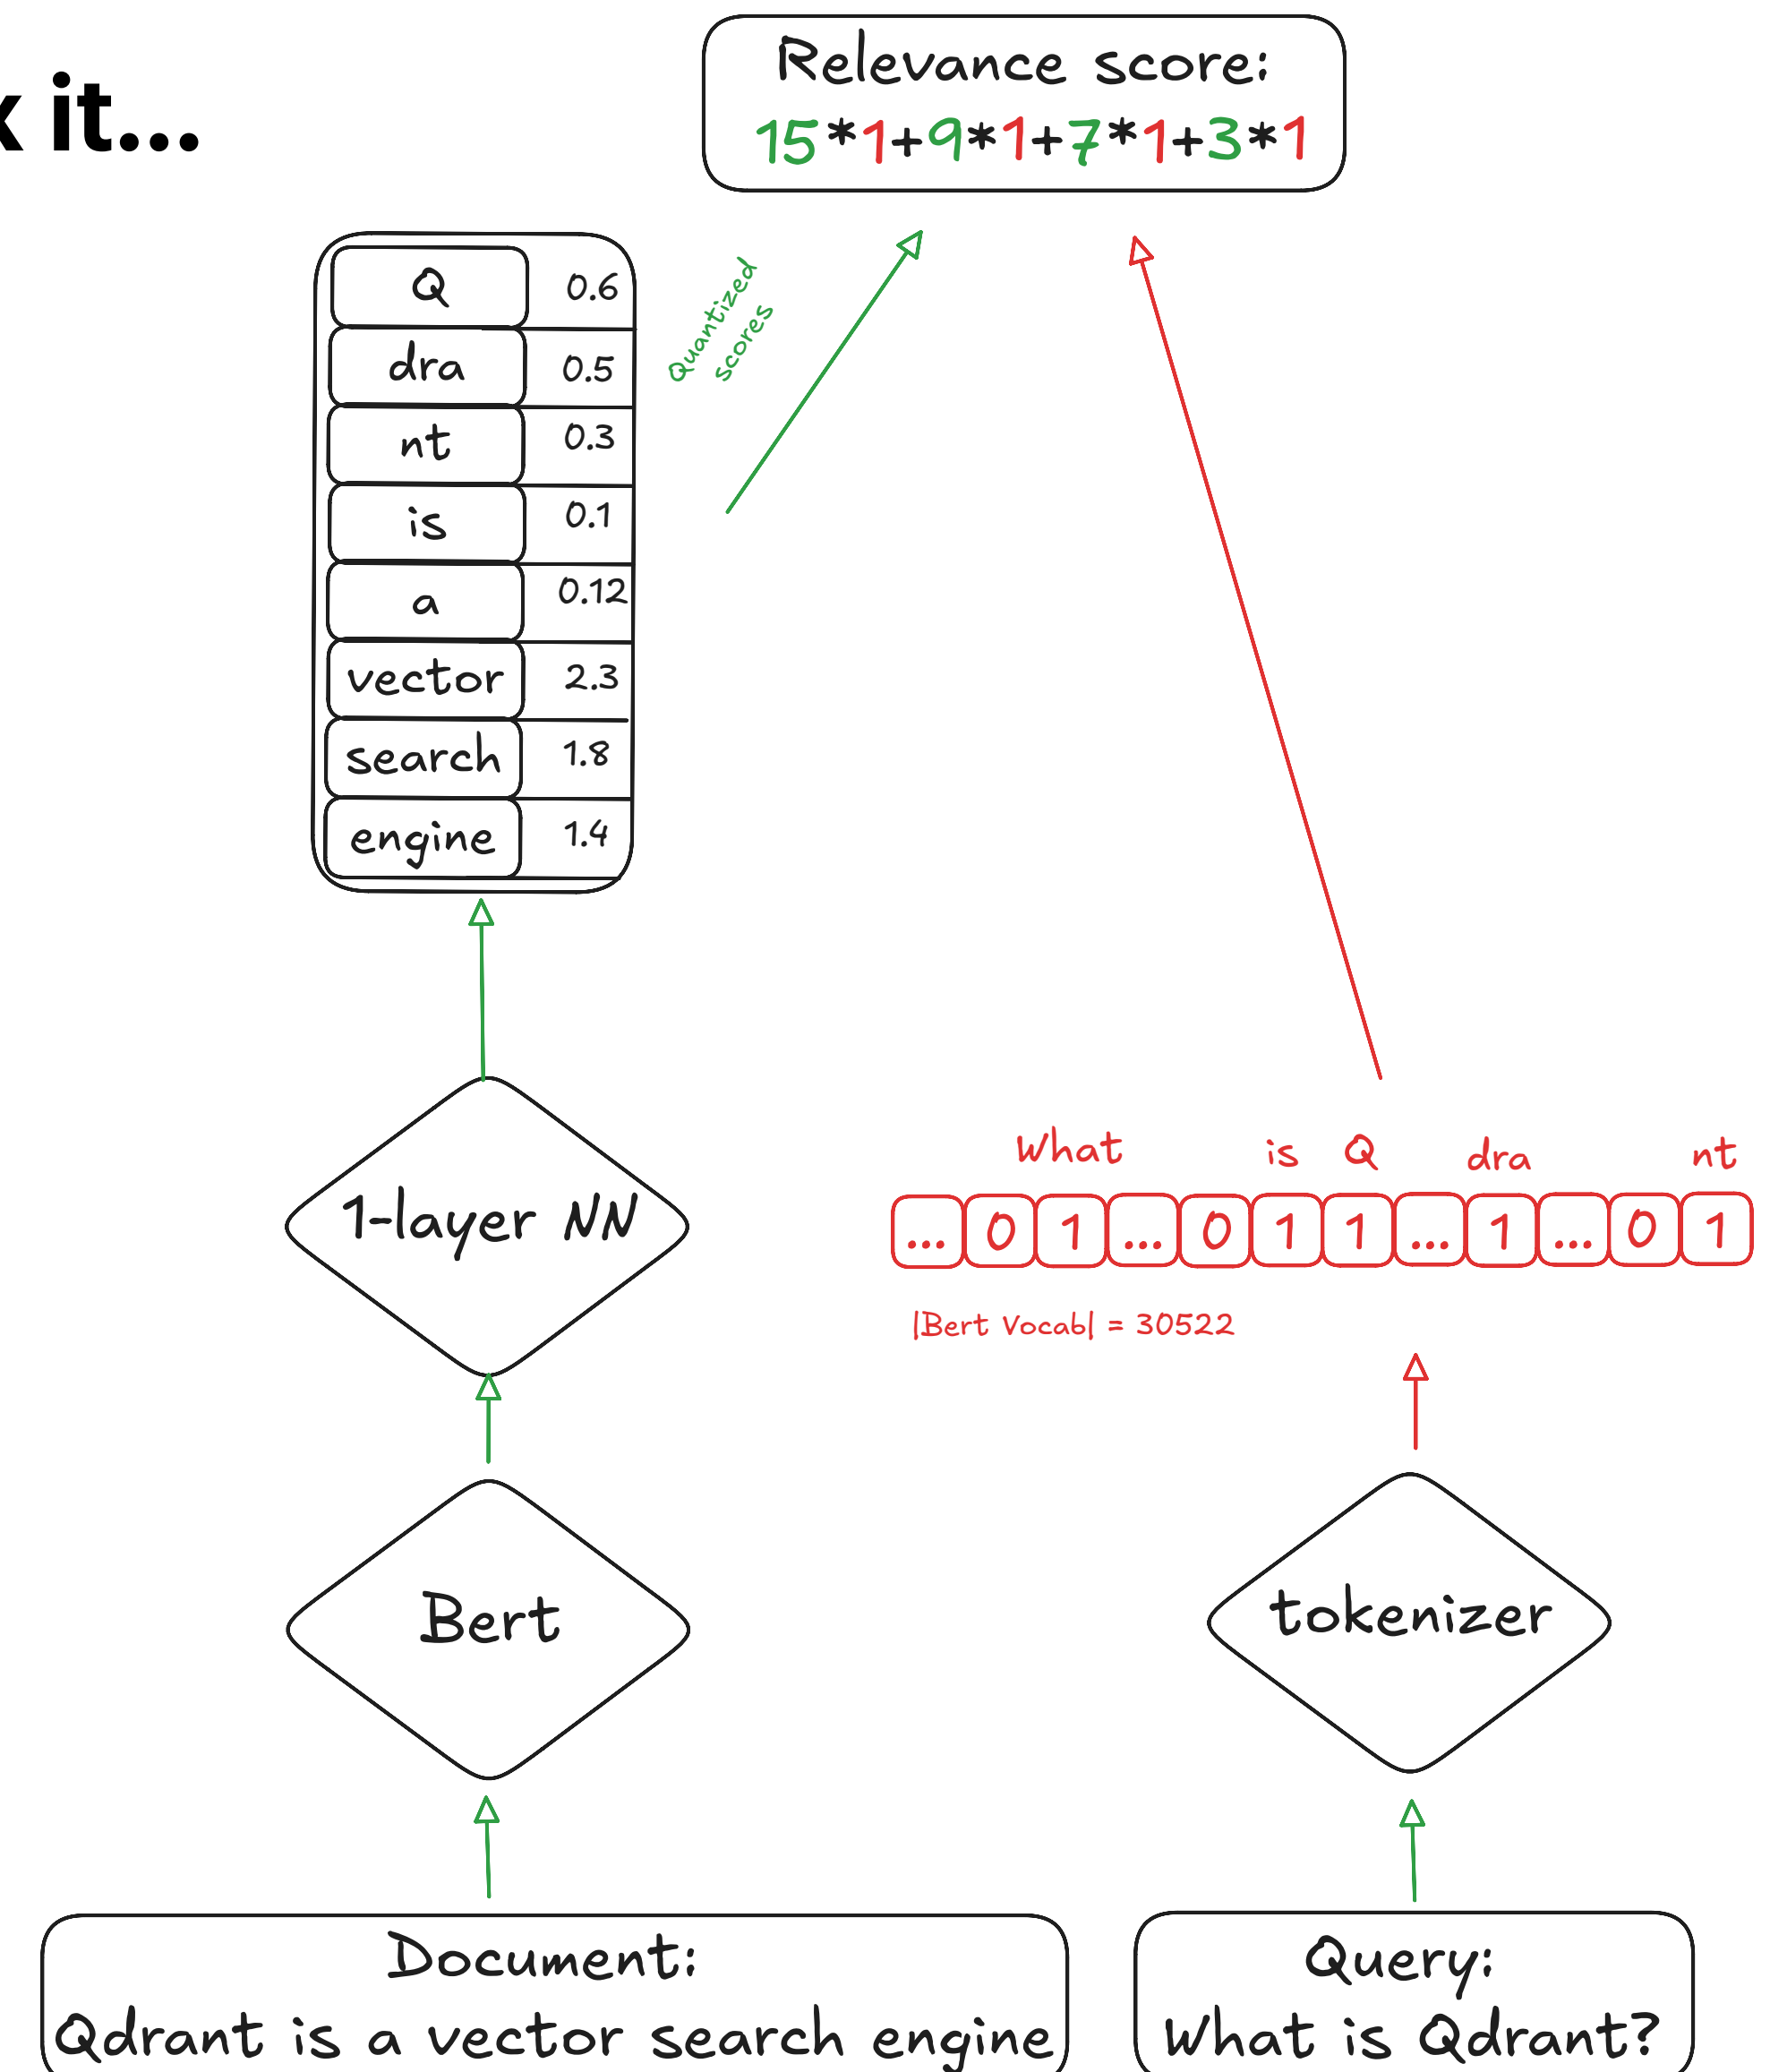 x it...
Relevance score:
15*1+9*1+7*1+3*1
Quantized
scores
Q 0.6
dra 0.5
nt 0.3
is 0.1
a 0.12
vector 2.3
search 1.8
engine 1.4
1-layer NN
What is Q dra nt
... 0 1 ... 0 1 1 ... 1 ... 0 1
|Bert Vocab| = 30522
Bert
tokenizer
Document:
Qdrant is a vector search engine
Query:
What is Qdrant?